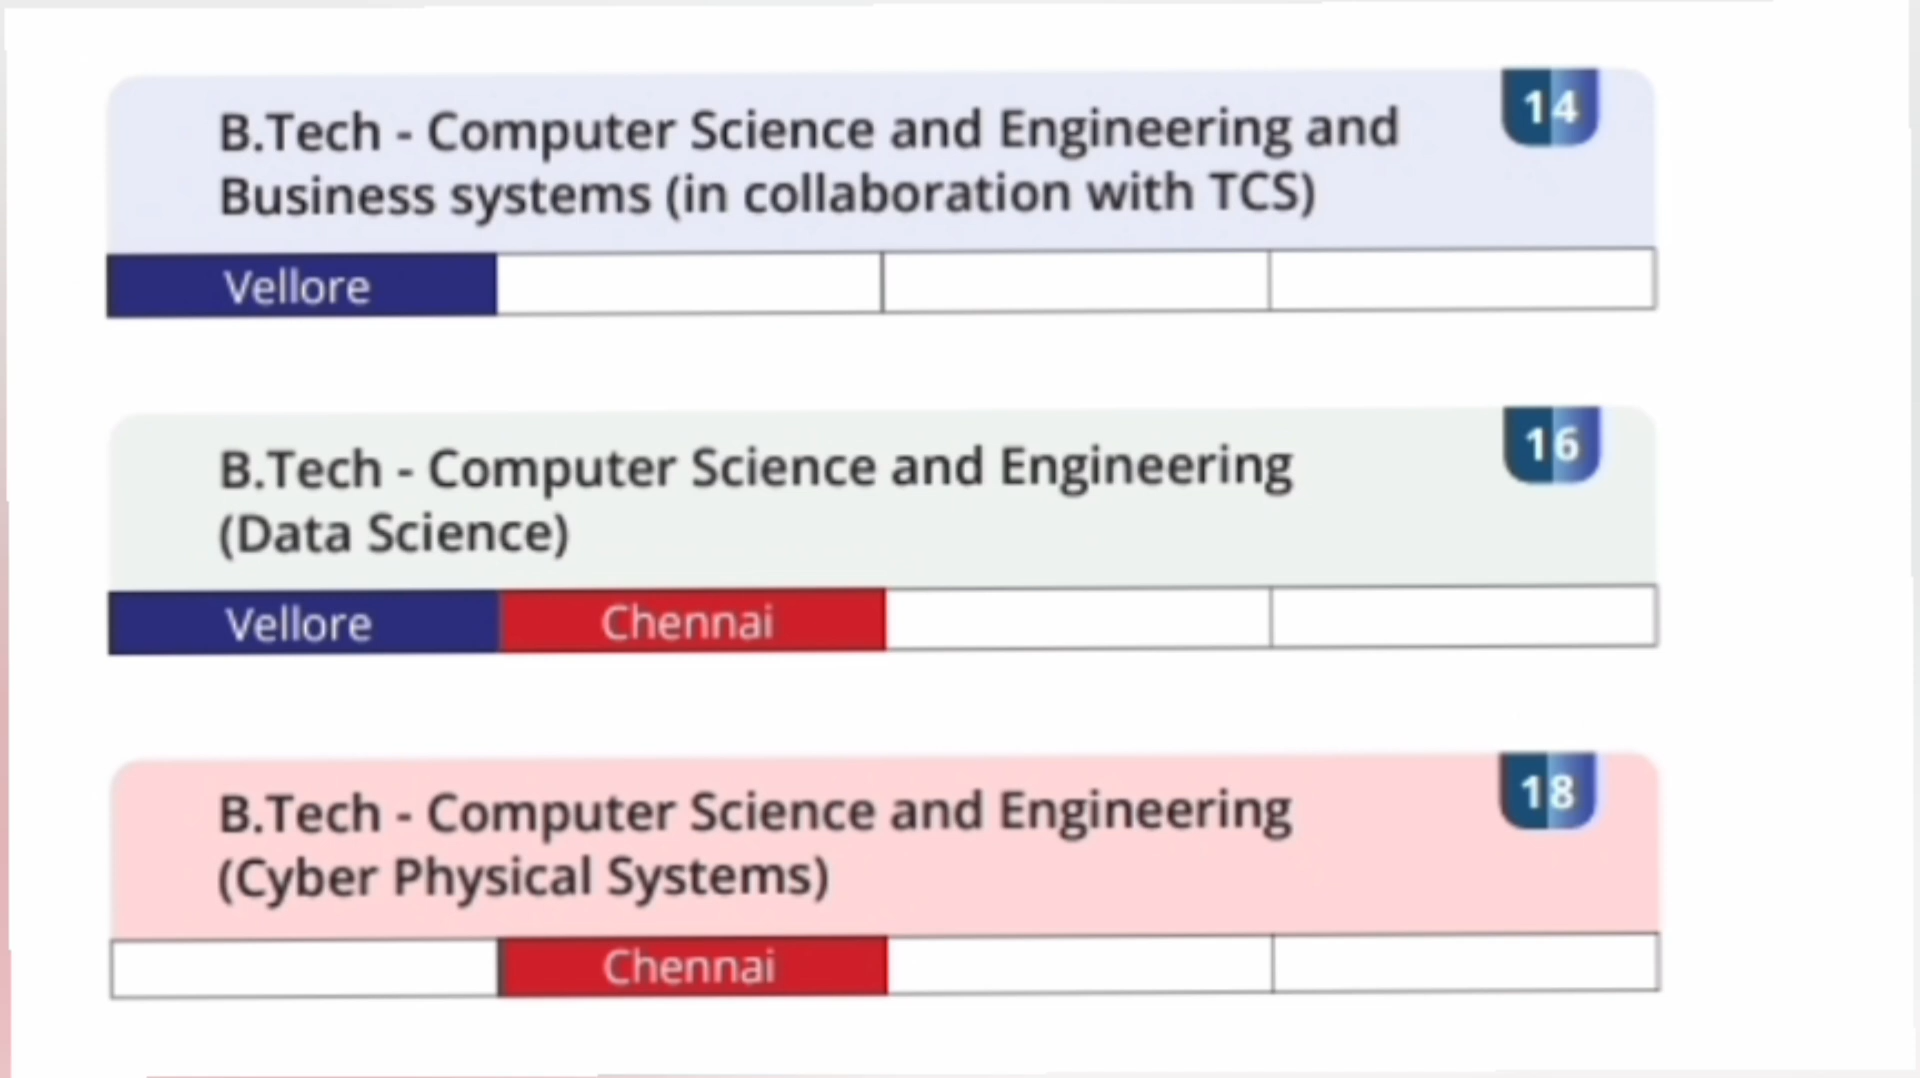 B.Tech - Computer Science and Engineering and
Business systems (in collaboration with TCS)
14
Vellore
B.Tech - Computer Science and Engineering
(Data Science)
16
Vellore Chennai
B.Tech - Computer Science and Engineering
(Cyber Physical Systems)
18
Chennai